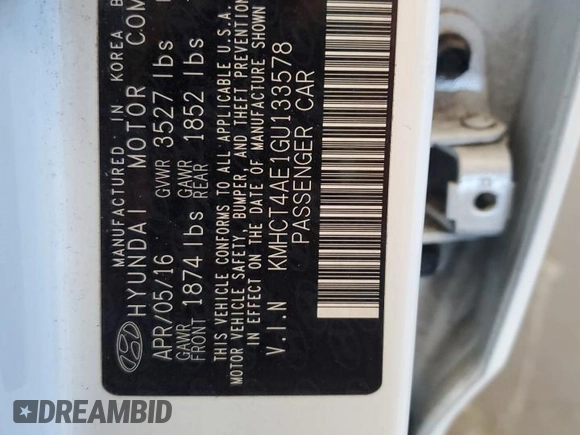 MANUFACTURED IN KOREA B
HYUNDAI MOTOR COM
APR/05/16 GVWR 3527 lbs
GAWR FRONT 1874 lbs GAWR REAR 1852 lbs
THIS VEHICLE CONFORMS TO ALL APPLICABLE U.S.A.
MOTOR VEHICLE SAFETY, BUMPER, AND THEFT PREVENTION
IN EFFECT ON THE DATE OF MANUFACTURE SHOWN
V.I.N KMHCT4AE1GU133578
PASSENGER CAR
DREAMBID